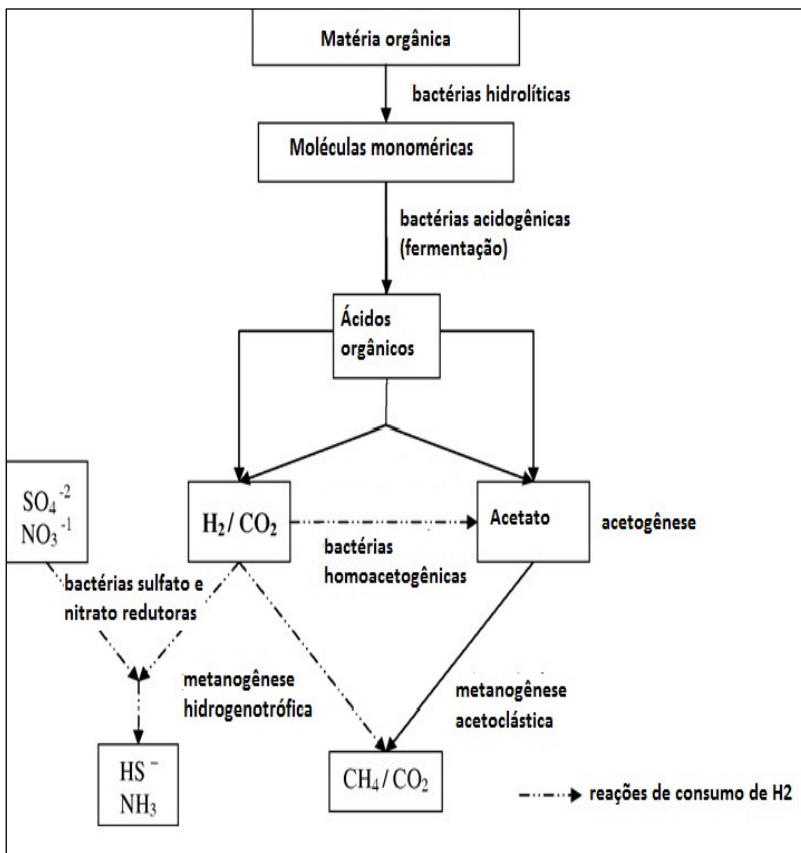 Matéria orgânica
bactérias hidrolíticas
Moléculas monoméricas
bactérias acidogênicas
(fermentação)
Ácidos
orgânicos
SO₄⁻²
NO₃⁻¹
H₂ / CO₂
Acetato
acetogênese
bactérias
homoacetogênicas
bactérias sulfato e
nitrato redutoras
metanogênese
hidrogenotrófica
metanogênese
acetoclástica
HS⁻
NH₃
CH₄ / CO₂
reações de consumo de H2